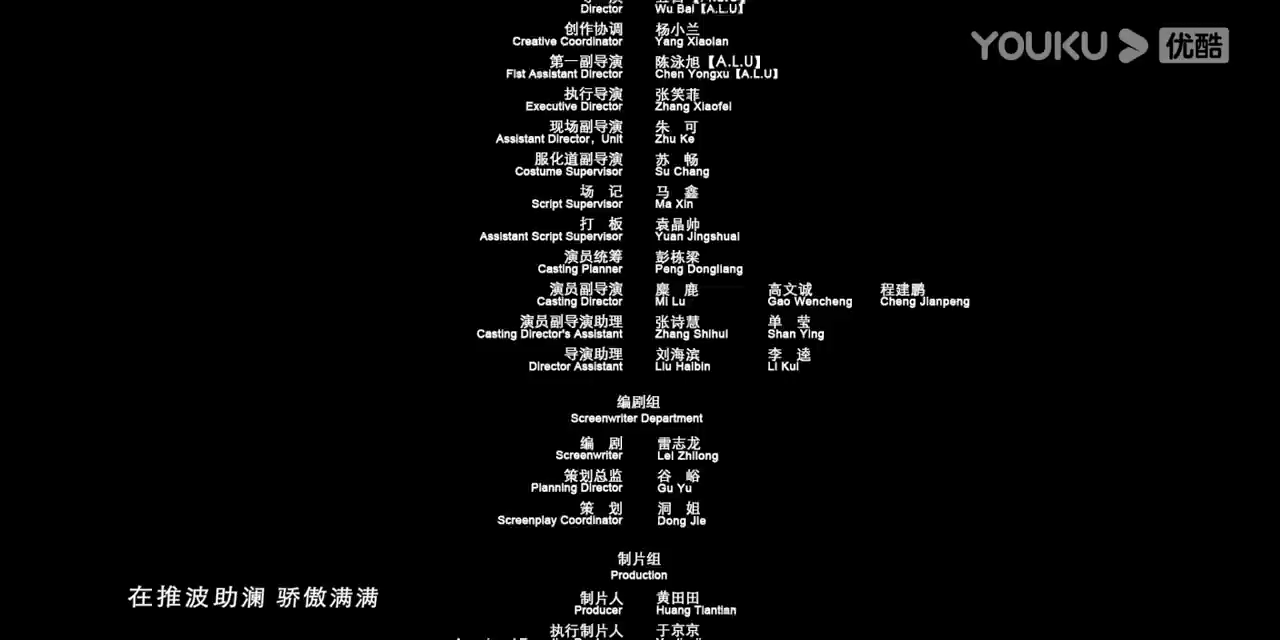 Director Wu Bai【A.L.U】
YOUKU 优酷
创作协调 杨小兰
Creative Coordinator Yang Xiaolan
第一副导演 陈泳旭【A.L.U】
Fist Assistant Director Chen Yongxu【A.L.U】
执行导演 张笑菲
Executive Director Zhang Xiaofei
现场副导演 朱 可
Assistant Director, Unit Zhu Ke
服化道副导演 苏 畅
Costume Supervisor Su Chang
场 记 马 鑫
Script Supervisor Ma Xin
打 板 袁晶帅
Assistant Script Supervisor Yuan Jingshuai
演员统筹 彭栋梁
Casting Planner Peng Dongliang
演员副导演 麋 鹿 高文诚 程建鹏
Casting Director Mi Lu Gao Wencheng Cheng Jianpeng
演员副导演助理 张诗慧 单 莹
Casting Director's Assistant Zhang Shihui Shan Ying
导演助理 刘海滨 李 逵
Director Assistant Liu Haibin Li Kui
编剧组
Screenwriter Department
编 剧 雷志龙
Screenwriter Lei Zhilong
策划总监 谷 峪
Planning Director Gu Yu
策 划 洞 姐
Screenplay Coordinator Dong Jie
制片组
Production
制片人 黄田田
Producer Huang Tiantian
执行制片人 于京京
在推波助澜 骄傲满满